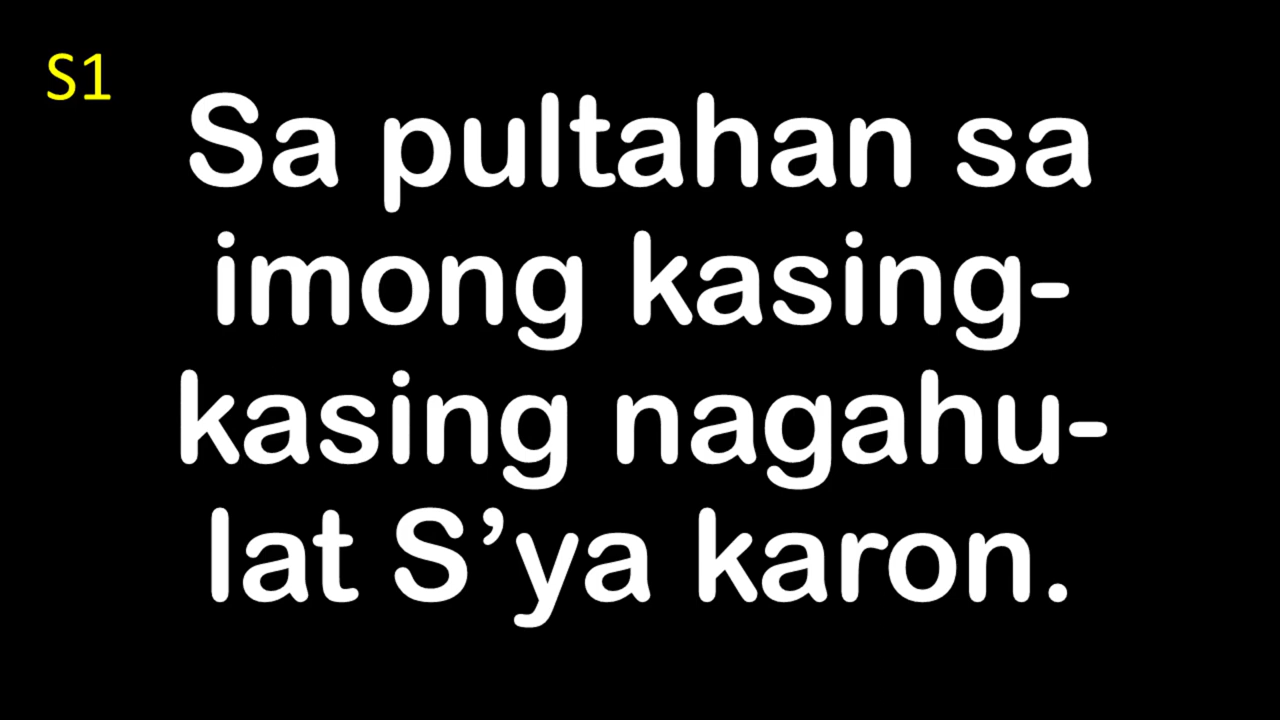 S1
Sa pultahan sa
imong kasing-
kasing nagahu-
lat S’ya karon.